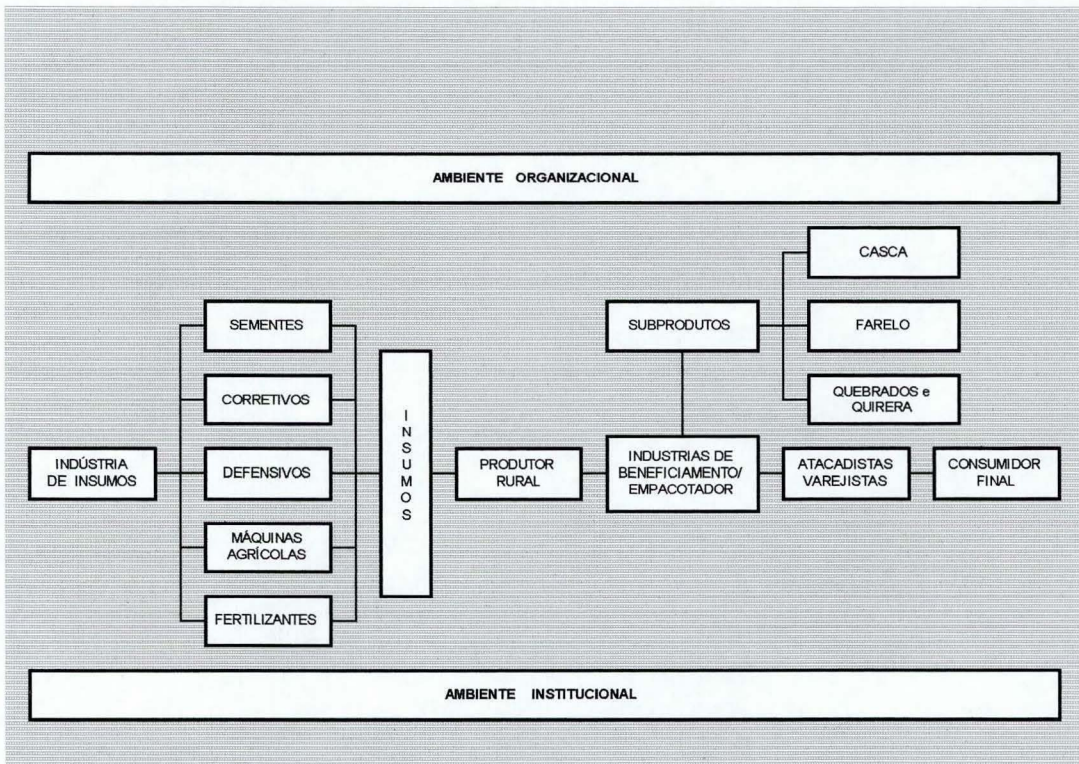 AMBIENTE ORGANIZACIONAL
CASCA
SEMENTES
SUBPRODUTOS
FARELO
CORRETIVOS
QUEBRADOS e
QUIRERA
INDÚSTRIA
DE INSUMOS
DEFENSIVOS
INSUMOS
PRODUTOR
RURAL
INDUSTRIAS DE
BENEFICIAMENTO/
EMPACOTADOR
ATACADISTAS
VAREJISTAS
CONSUMIDOR
FINAL
MÁQUINAS
AGRÍCOLAS
FERTILIZANTES
AMBIENTE INSTITUCIONAL